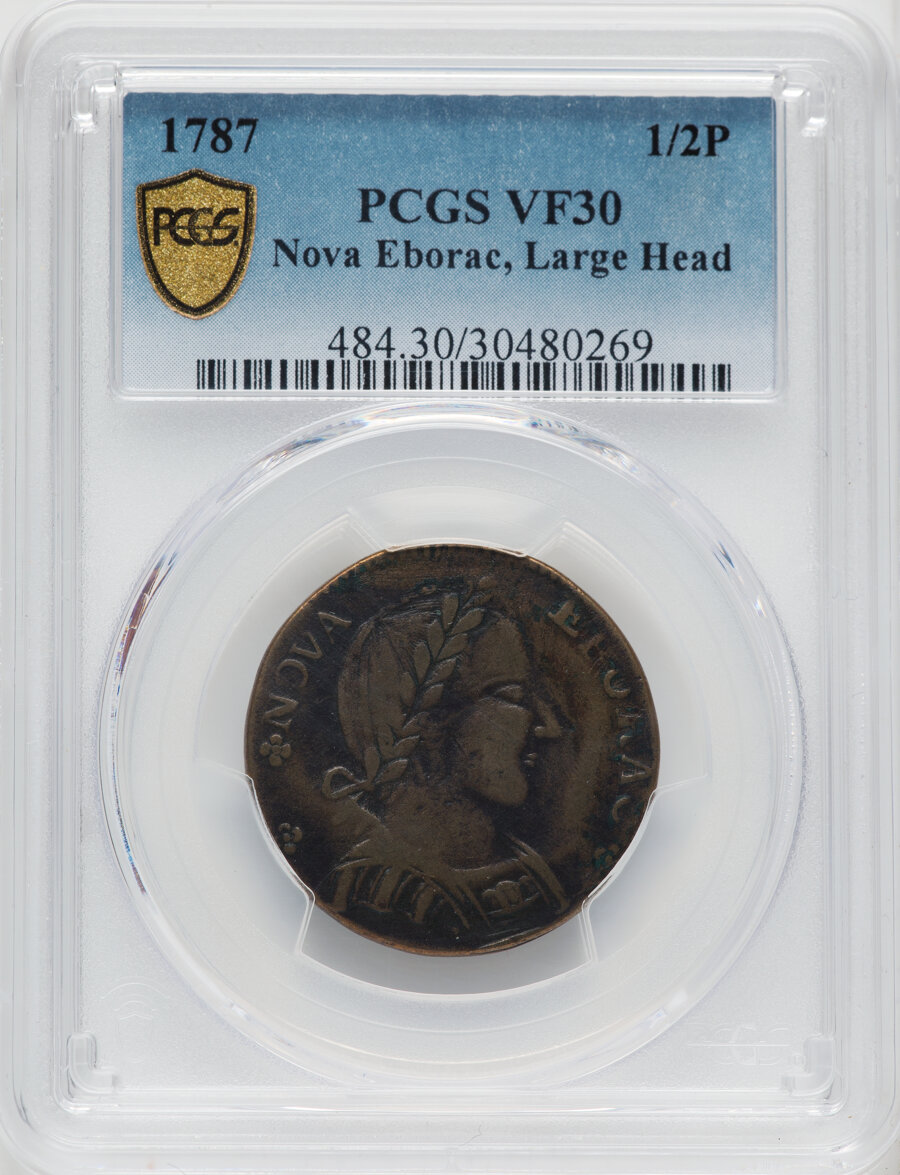 1787
1/2P
PCGS
PCGS VF30
Nova Eborac, Large Head
484.30/30480269
NOVA
EBORAC